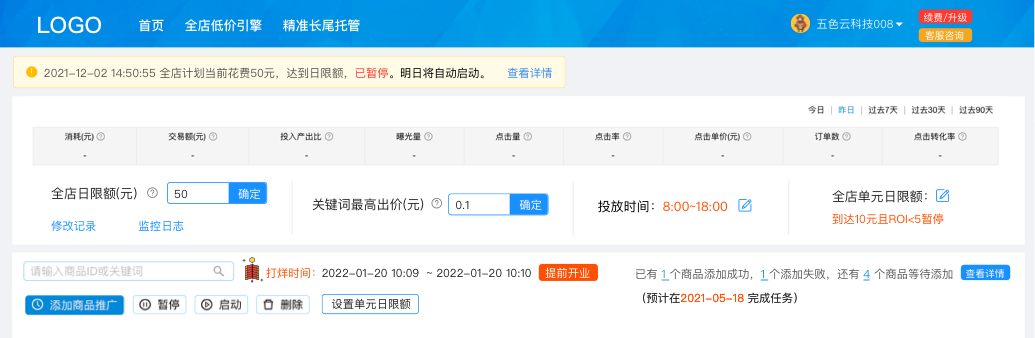 LOGO 首页 全店低价引擎 精准长尾托管 五色云科技008 续费/升级
客服咨询
2021-12-02 14:50:55 全店计划当前花费50元，达到日限额，已暂停。明日将自动启动。 查看详情
今日 | 昨日 | 过去7天 | 过去30天 | 过去90天
消耗(元) 交易额(元) 投入产出比 曝光量 点击量 点击率 点击单价(元) 订单数 点击转化率
- - - - - - - - -
全店日限额(元) 50 确定 关键词最高出价(元) 0.1 确定 投放时间：8:00~18:00 全店单元日限额：
修改记录 监控日志 到达10元且ROI<5暂停
请输入商品ID或关键词 打烊时间：2022-01-20 10:09 ~ 2022-01-20 10:10 提前开业 已有 1 个商品添加成功，1 个添加失败，还有 4 个商品等待添加 查看详情
添加商品推广 暂停 启动 删除 设置单元日限额 （预计在2021-05-18 完成任务）